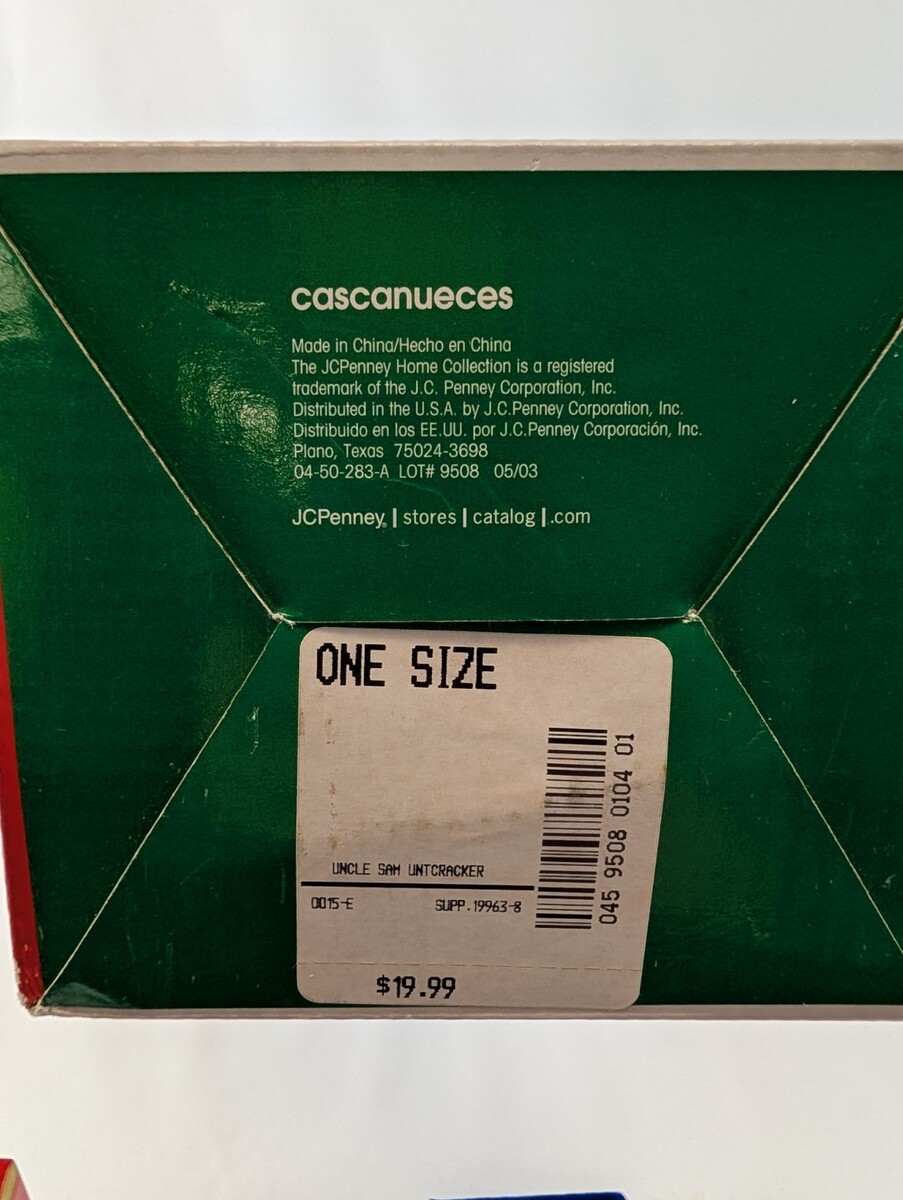 cascanueces
Made in China/Hecho en China
The JCPenney Home Collection is a registered
trademark of the J.C. Penney Corporation, Inc.
Distributed in the U.S.A. by J.C.Penney Corporation, Inc.
Distribuido en los EE.UU. por J.C.Penney Corporación, Inc.
Plano, Texas 75024-3698
04-50-283-A LOT# 9508 05/03
JCPenney® | stores | catalog | .com
ONE SIZE
045 9508 0104 01
UNCLE SAM UNTCRACKER
0015-E SUPP.19963-8
$19.99